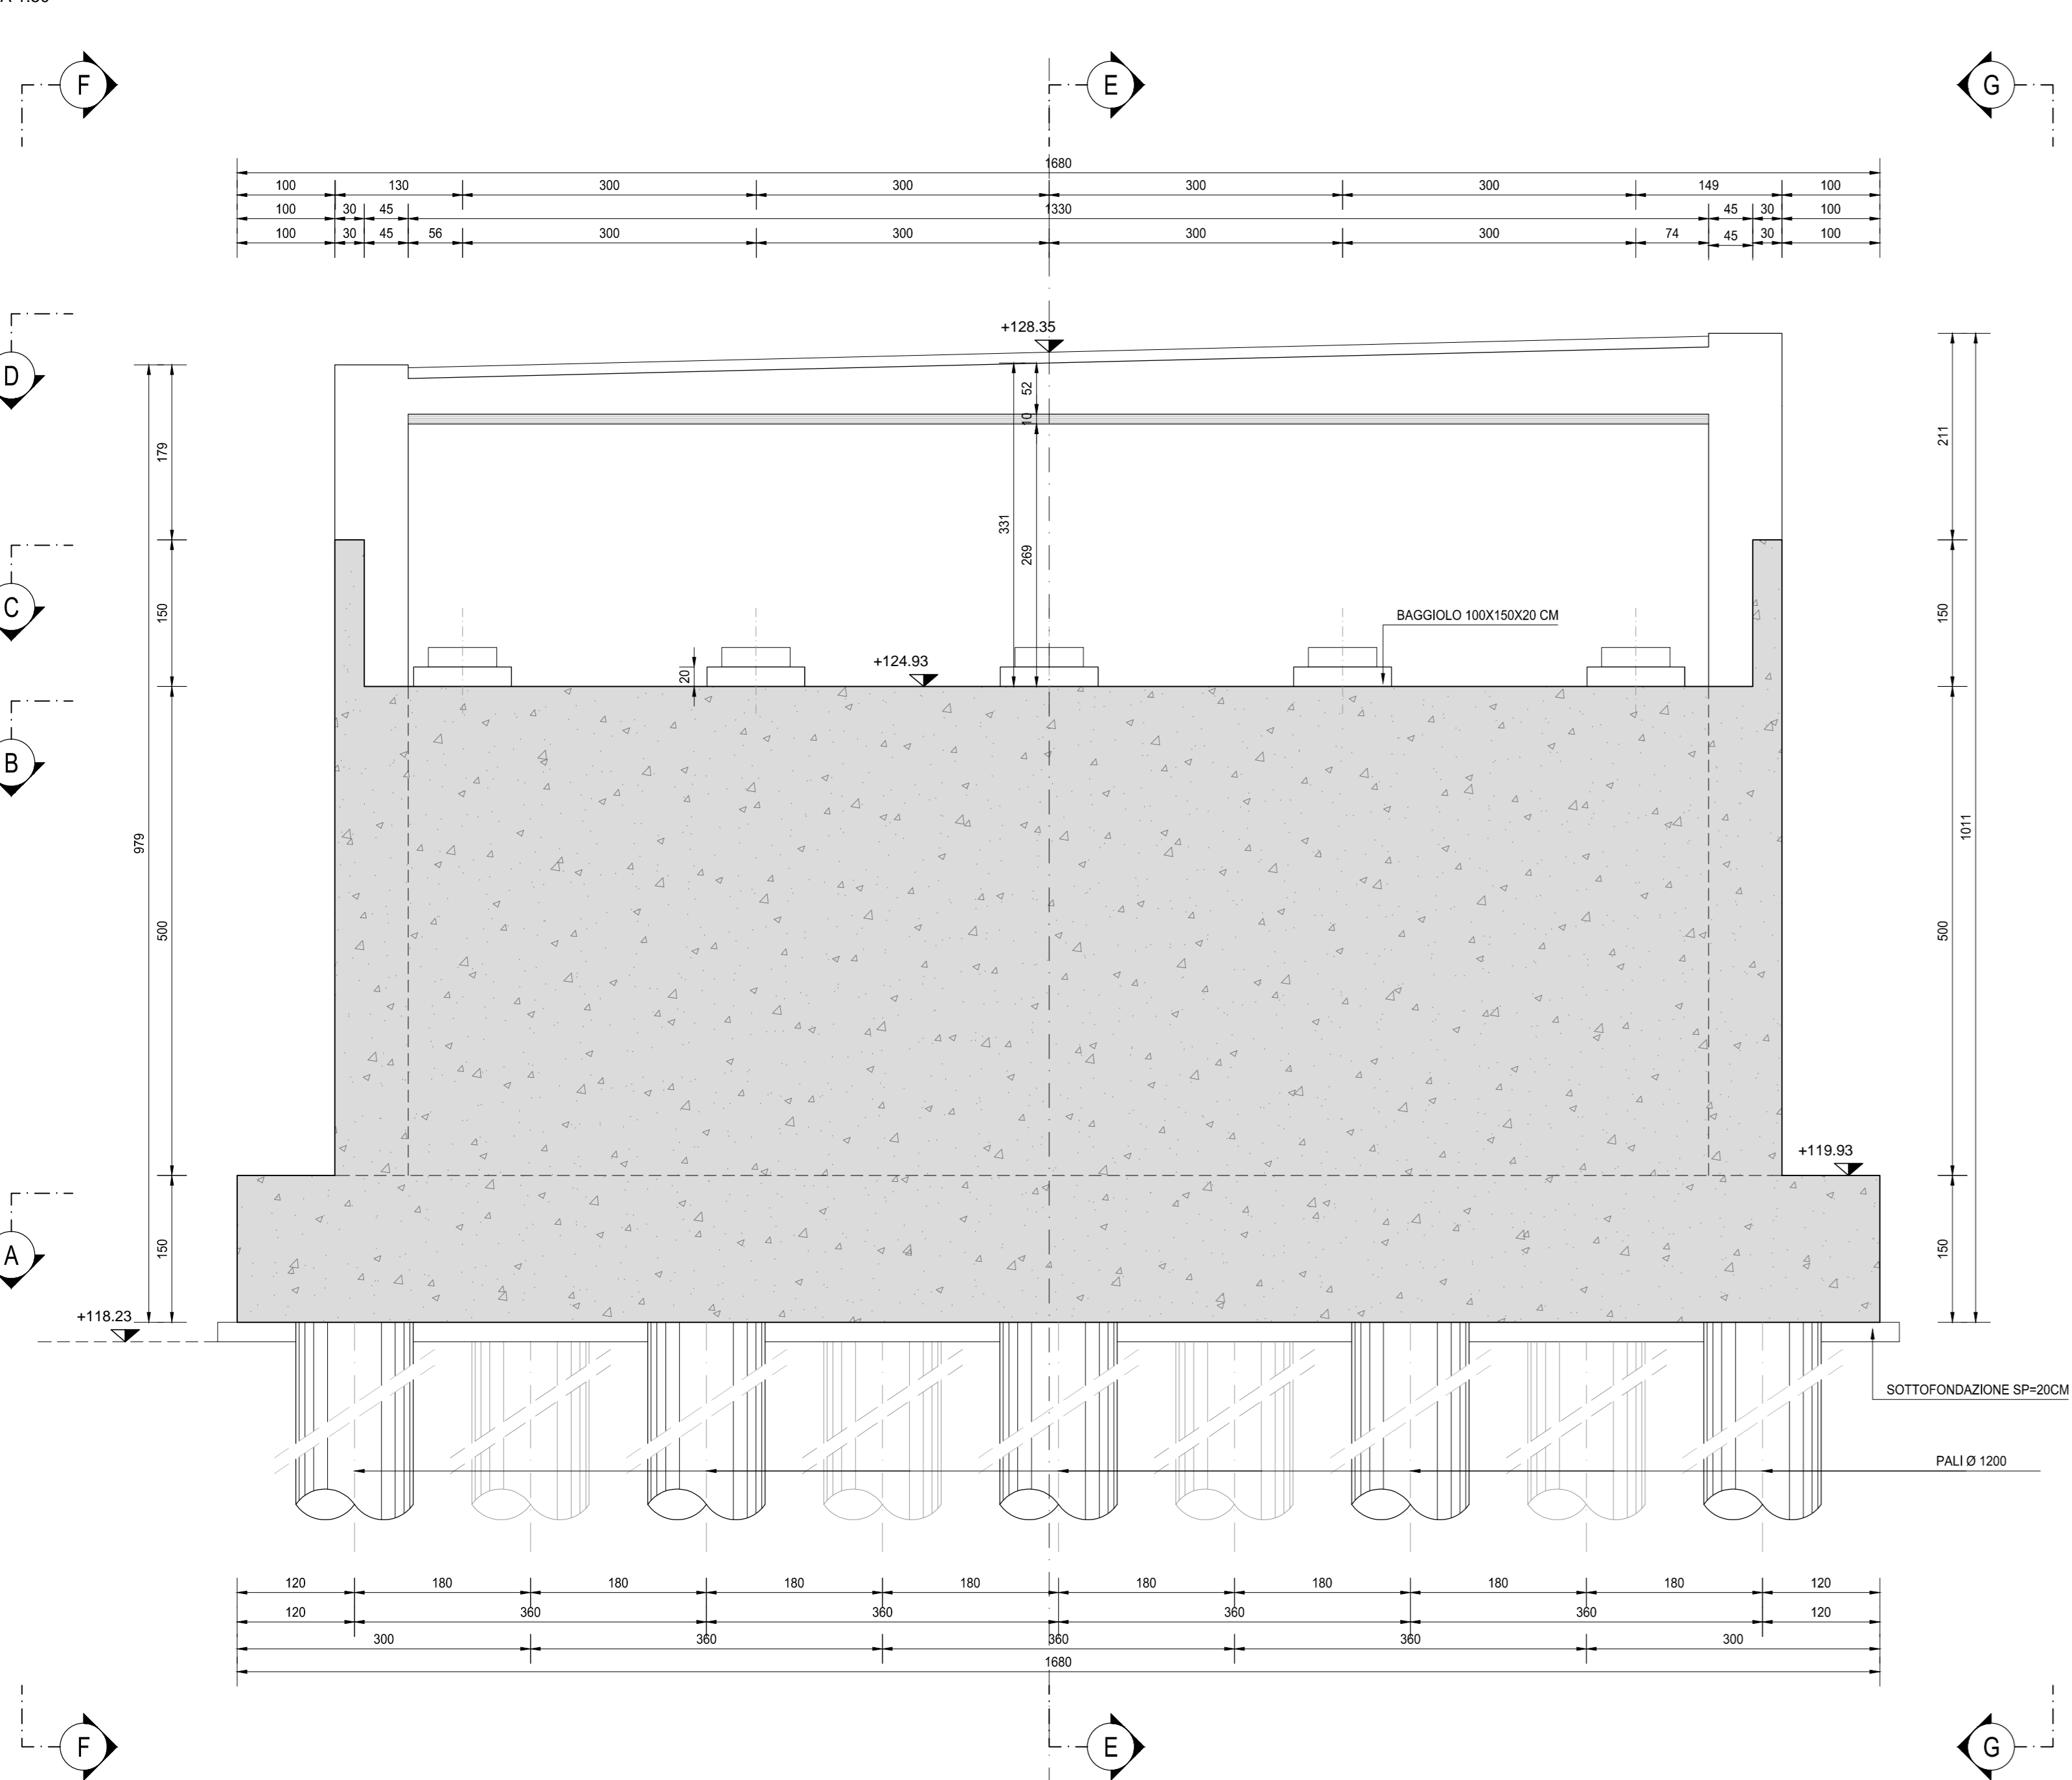 F
E
G
1680
100 130 300 300 300 300 149 100
100 30 45 1330 45 30 100
100 30 45 56 300 300 300 300 74 45 30 100
+128.35
D
52
10
179
211
331
269
C
150
BAGGIOLO 100X150X20 CM
150
+124.93
20
B
979
1011
500
500
+119.93
A
150
150
+118.23
SOTTOFONDAZIONE SP=20CM
PALI Ø 1200
120 180 180 180 180 180 180 180 180 120
120 360 360 360 360 120
300 360 360 360 300
1680
F
E
G